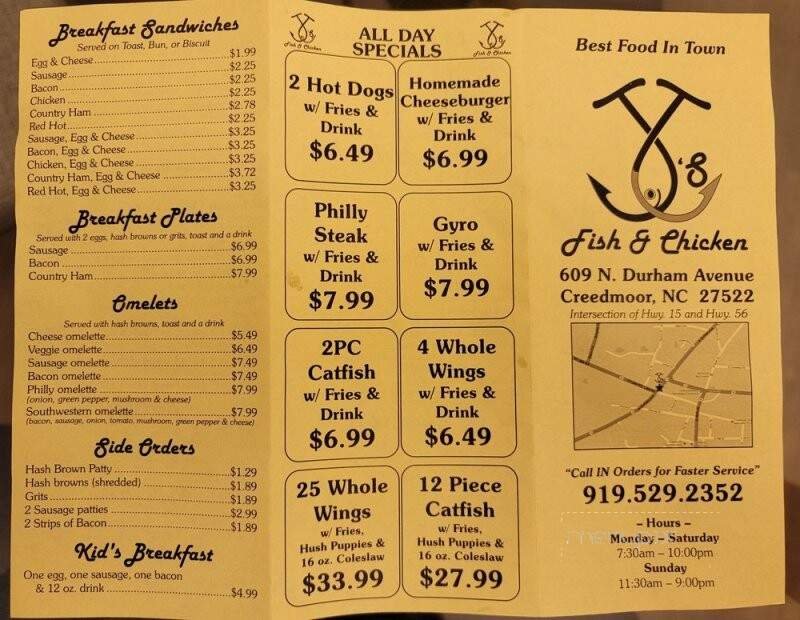 Breakfast Sandwiches
Served on Toast, Bun, or Biscuit
Egg & Cheese $1.99
Sausage $2.25
Bacon $2.25
Chicken $2.25
Country Ham $2.78
Red Hot $2.25
Sausage, Egg & Cheese $3.25
Bacon, Egg & Cheese $3.25
Chicken, Egg & Cheese $3.25
Country Ham, Egg & Cheese $3.72
Red Hot, Egg & Cheese $3.25
Breakfast Plates
Served with 2 eggs, hash browns or grits, toast and a drink
Sausage $6.99
Bacon $6.99
Country Ham $7.99
Omelets
Served with hash browns, toast and a drink
Cheese omelette $5.49
Veggie omelette $6.49
Sausage omelette $7.49
Bacon omelette $7.49
Philly omelette $7.99
(onion, green pepper, mushroom & cheese)
Southwestern omelette $7.99
(bacon, sausage, onion, tomato, mushroom, green pepper & cheese)
Side Orders
Hash Brown Patty $1.29
Hash browns (shredded) $1.89
Grits $1.89
2 Sausage patties $2.99
2 Strips of Bacon $1.89
Kid's Breakfast
One egg, one sausage, one bacon
& 12 oz. drink $4.99
Fish & Chicken
ALL DAY
SPECIALS
Fish & Chicken
2 Hot Dogs
w/ Fries &
Drink
$6.49
Homemade
Cheeseburger
w/ Fries &
Drink
$6.99
Philly
Steak
w/ Fries &
Drink
$7.99
Gyro
w/ Fries &
Drink
$7.99
2PC
Catfish
w/ Fries &
Drink
$6.99
4 Whole
Wings
w/ Fries &
Drink
$6.49
25 Whole
Wings
w/ Fries,
Hush Puppies &
16 oz. Coleslaw
$33.99
12 Piece
Catfish
w/ Fries,
Hush Puppies &
16 oz. Coleslaw
$27.99
Best Food In Town
'S
Fish & Chicken
609 N. Durham Avenue
Creedmoor, NC 27522
Intersection of Hwy. 15 and Hwy. 56
"Call IN Orders for Faster Service"
919.529.2352
– Hours –
Monday – Saturday
7:30am – 10:00pm
Sunday
11:30am – 9:00pm